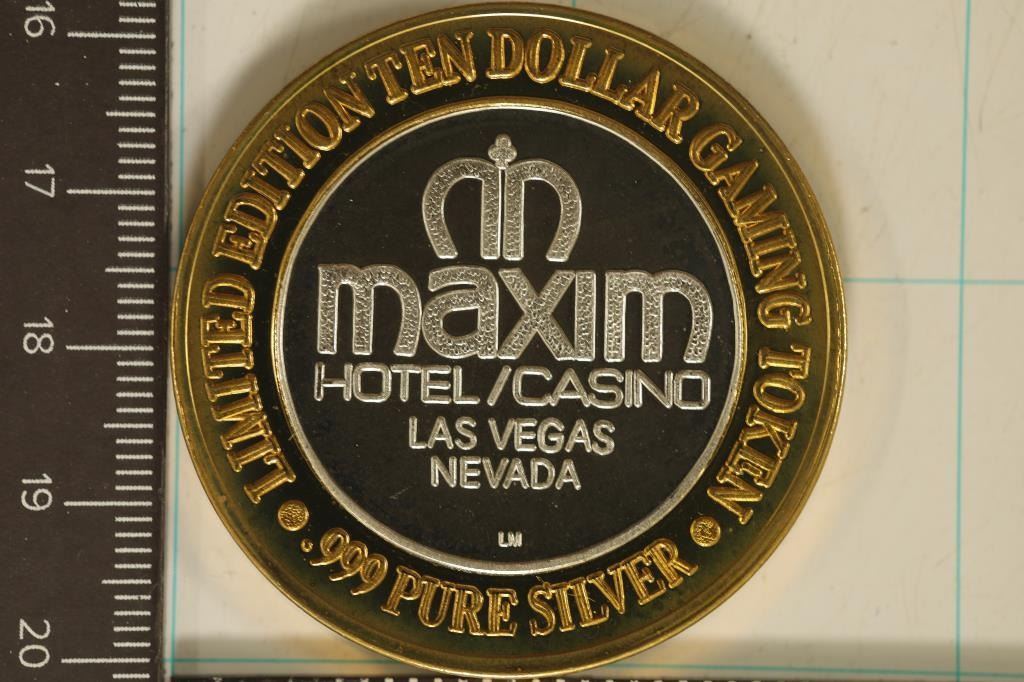 LIMITED EDITION TEN DOLLAR GAMING TOKEN
maxim
HOTEL/CASINO
LAS VEGAS
NEVADA
LM
.999 PURE SILVER
16
17
18
19
20